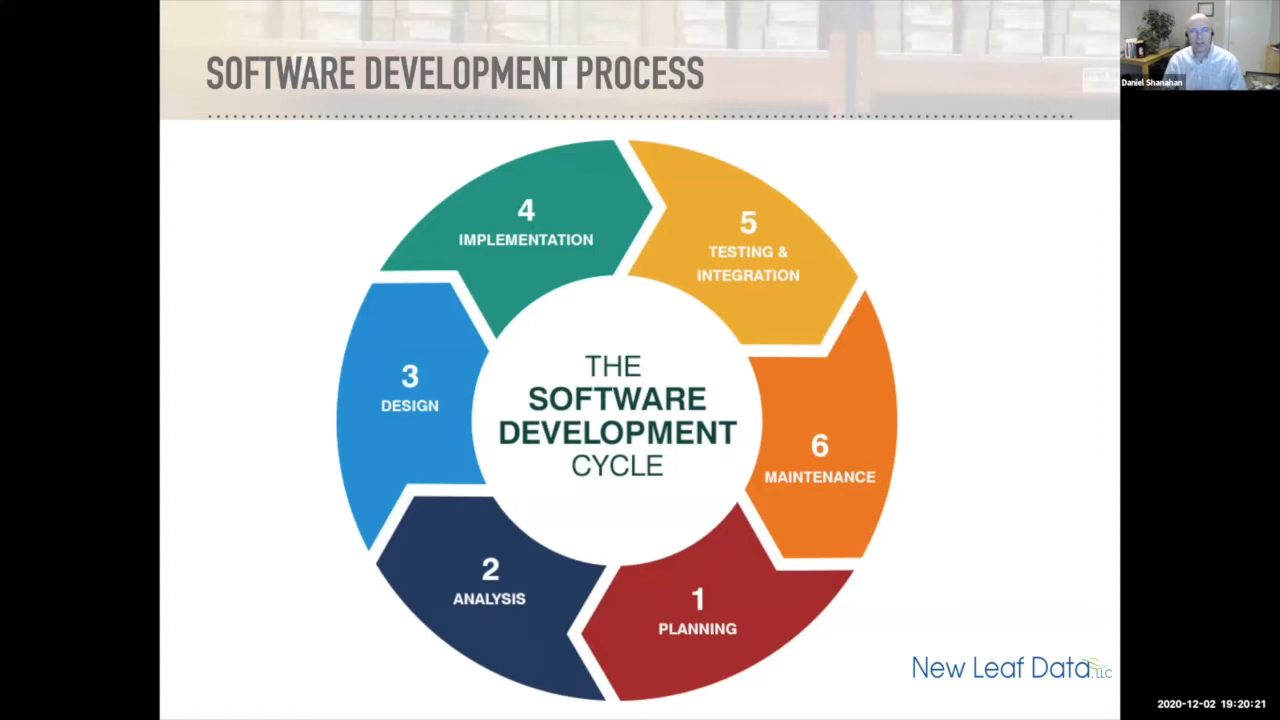 SOFTWARE DEVELOPMENT PROCESS
Daniel Shanahan
4
IMPLEMENTATION
5
TESTING &
INTEGRATION
3
DESIGN
THE
SOFTWARE
DEVELOPMENT
CYCLE
6
MAINTENANCE
2
ANALYSIS
1
PLANNING
New Leaf Data, LLC
2020-12-02 19:20:21